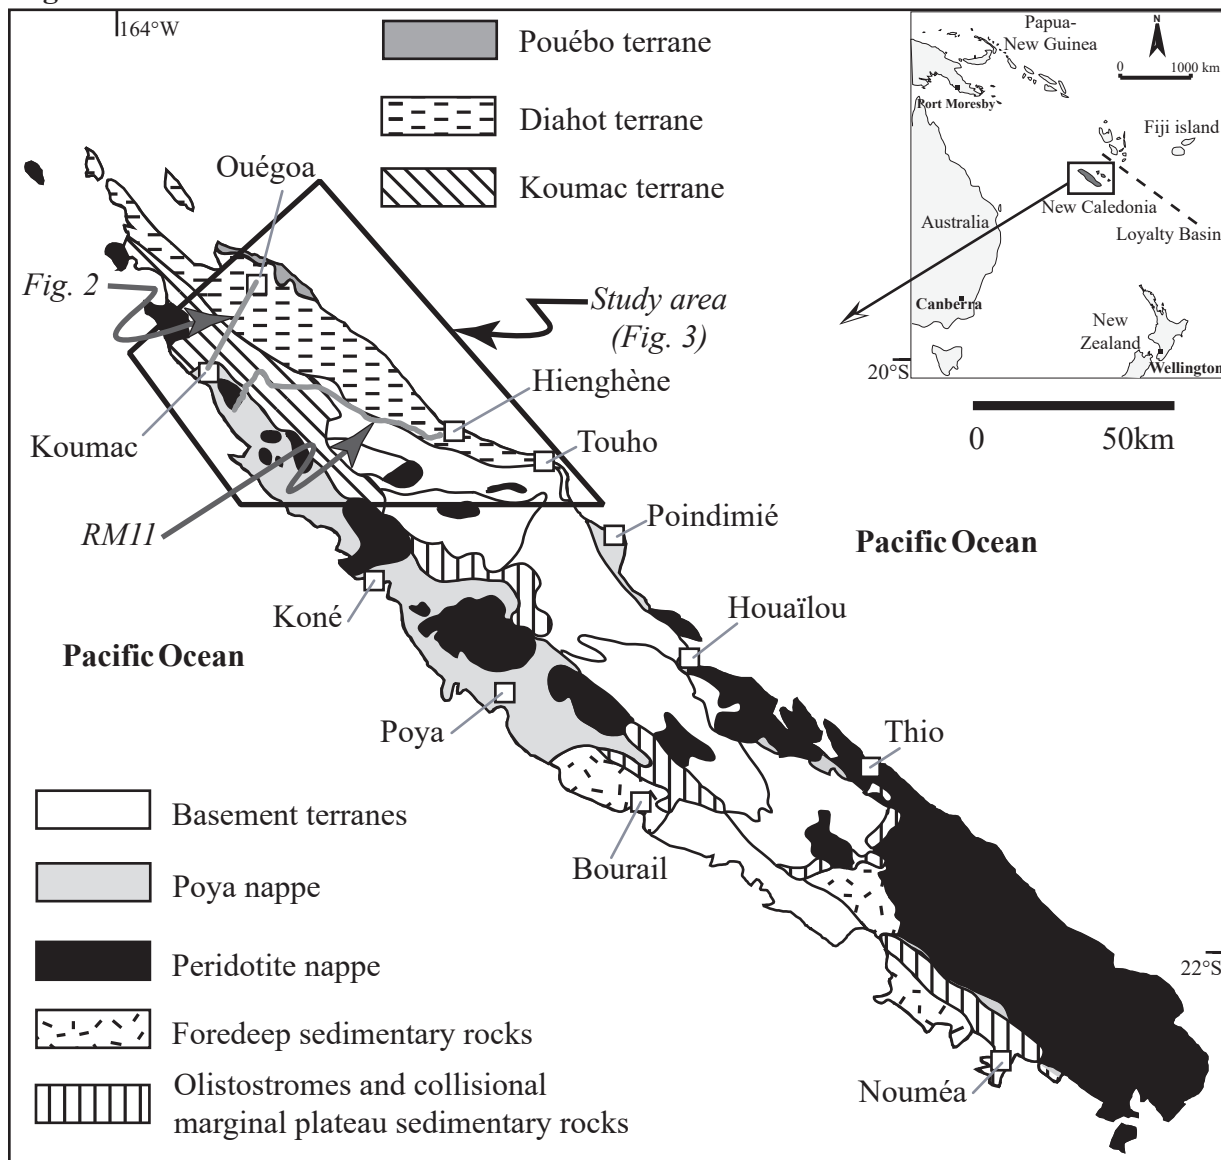 164°W
Pouébo terrane
Diahot terrane
Koumac terrane
Papua-
New Guinea
N
0 1000 km
Port Moresby
Fiji island
Australia
New Caledonia
Loyalty Basin
Canberra
New
Zealand
Wellington
20°S
0 50km
Ouégoa
Fig. 2
Study area
(Fig. 3)
Hienghène
Koumac
Touho
RM11
Poindimié
Pacific Ocean
Koné
Houaïlou
Pacific Ocean
Poya
Thio
Bourail
22°S
Nouméa
Basement terranes
Poya nappe
Peridotite nappe
Foredeep sedimentary rocks
Olistostromes and collisional
marginal plateau sedimentary rocks